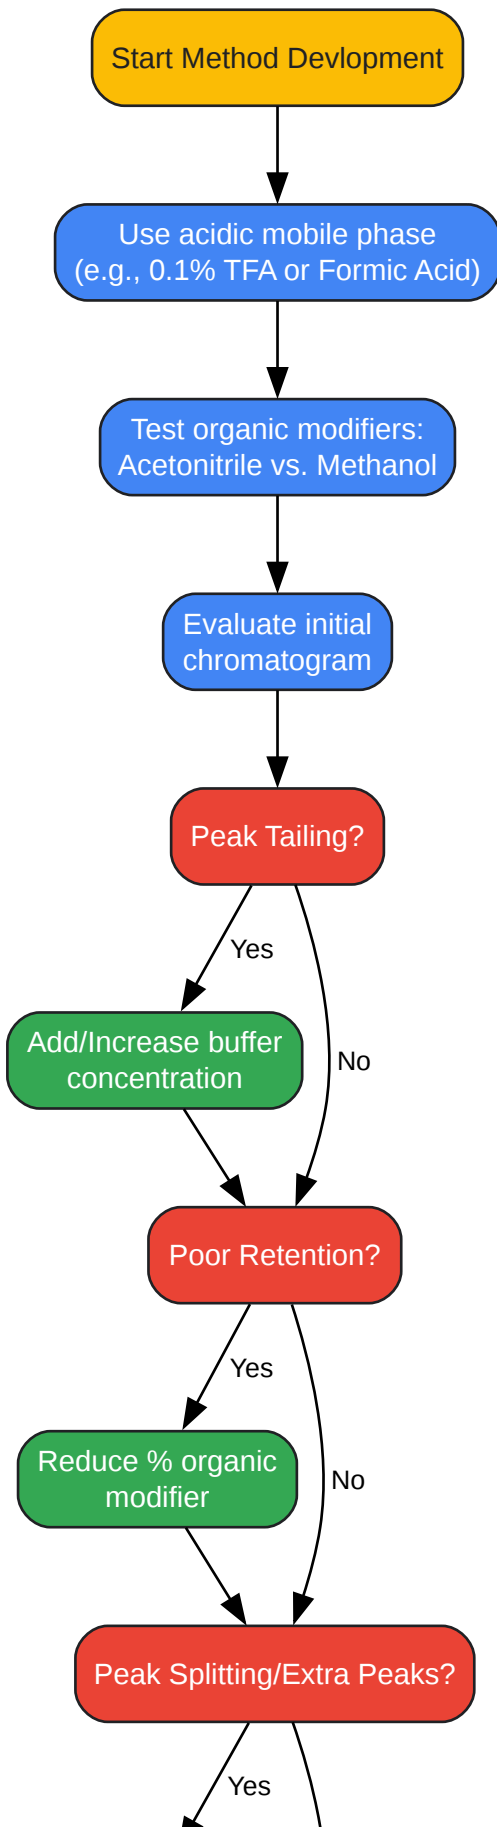 Start Method Devlopment
Use acidic mobile phase
(e.g., 0.1% TFA or Formic Acid)
Test organic modifiers:
Acetonitrile vs. Methanol
Evaluate initial
chromatogram
Peak Tailing?
Yes
Add/Increase buffer
concentration
No
Poor Retention?
Yes
Reduce % organic
modifier
No
Peak Splitting/Extra Peaks?
Yes